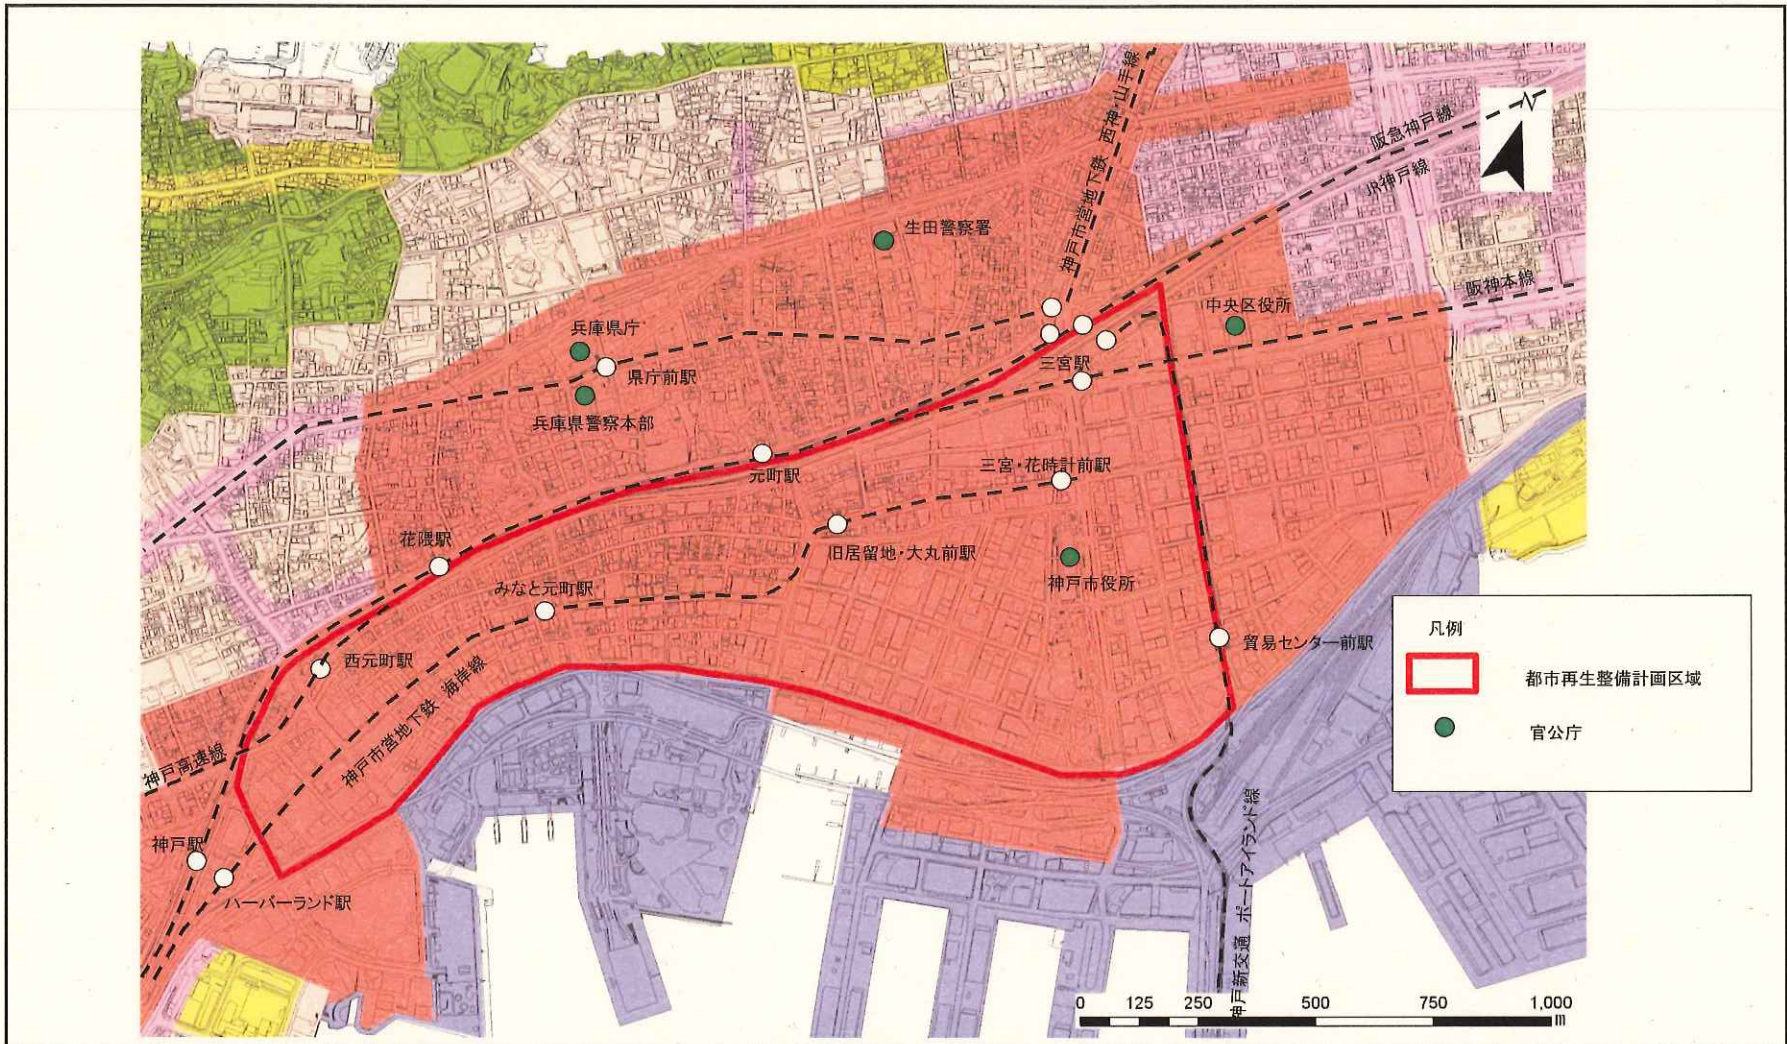 神戸市営地下鉄 西神・山手線
阪急神戸線
JR神戸線
生田警察署
阪神本線
中央区役所
兵庫県庁
三宮駅
県庁前駅
兵庫県警察本部
元町駅
三宮・花時計前駅
花隈駅
旧居留地・大丸前駅
みなと元町駅
神戸市役所
凡例
貿易センター前駅
西元町駅
都市再生整備計画区域
神戸市営地下鉄 海岸線
官公庁
神戸高速線
神戸駅
ハーバーランド駅
神戸新交通 ポートアイランド線
0 125 250 500 750 1,000
m